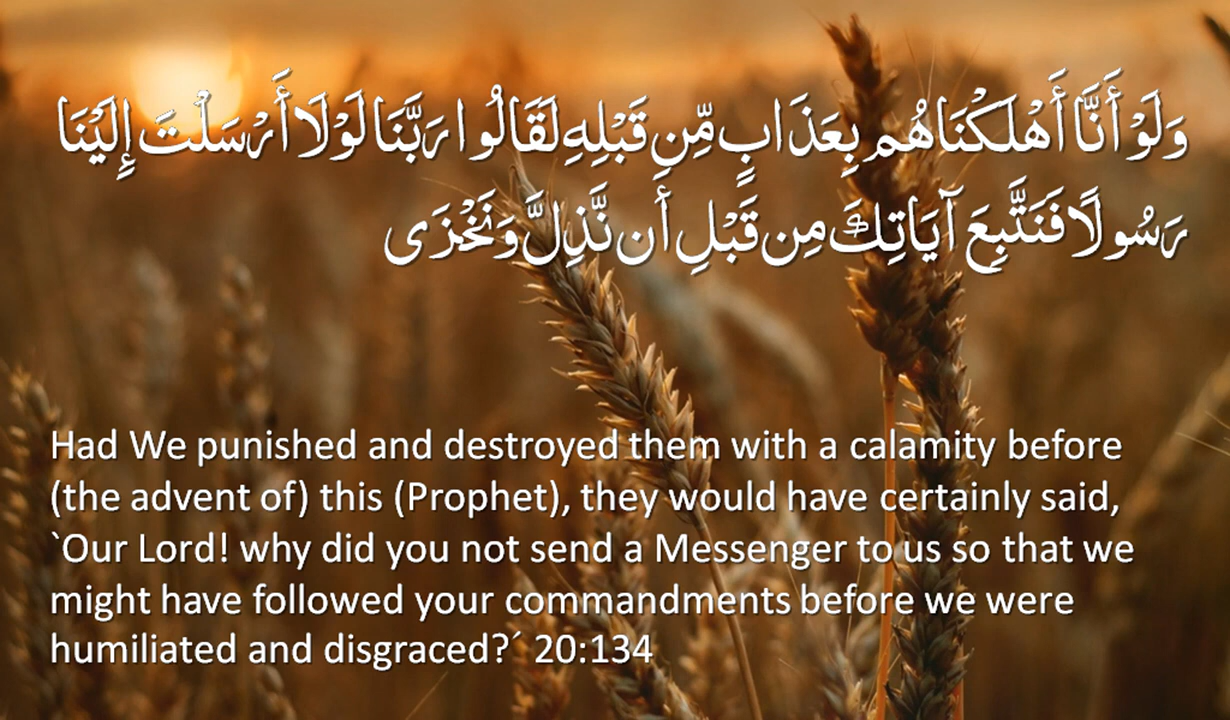 وَلَوْ أَنَّا أَهْلَكْنَاهُم بِعَذَابٍ مِّن قَبْلِهِ لَقَالُوا رَبَّنَا لَوْلَا أَرْسَلْتَ إِلَيْنَا
رَسُولًا فَنَتَّبِعَ آيَاتِكَ مِن قَبْلِ أَن نَّذِلَّ وَنَخْزَى
Had We punished and destroyed them with a calamity before
(the advent of) this (Prophet), they would have certainly said,
`Our Lord! why did you not send a Messenger to us so that we
might have followed your commandments before we were
humiliated and disgraced?´ 20:134